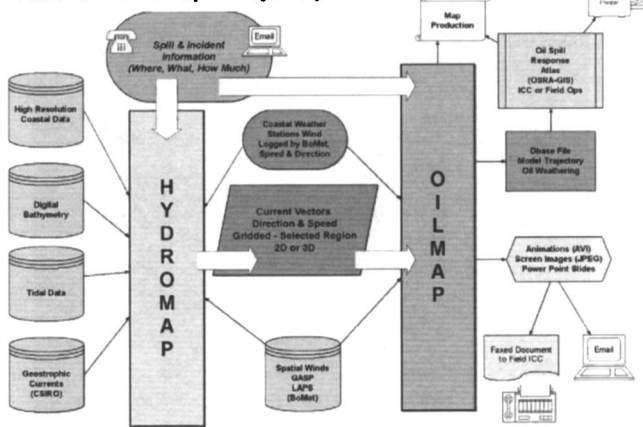 Email
Spill & Incident
Information
(Where, What, How Much)
Map
Production
Oil Spill
Response
Atlas
(OSRA-GIS)
ICC or Field Ops
High Resolution
Coastal Data
Coastal Weather
Stations Wind
Logged by BoMet,
Speed & Direction
Dbase File
Model Trajectory
Oil Weathering
Digital
Bathymetry
HYDROMAP
Current Vectors
Direction & Speed
Gridded - Selected Region
2D or 3D
OILMAP
Animations (AVI)
Screen Images (JPEG)
Power Point Slides
Tidal Data
Geostrophic
Currents
(CSIRO)
Spatial Winds
GASP
LAPS
(BoMet)
Faxed Document
to Field ICC
Email